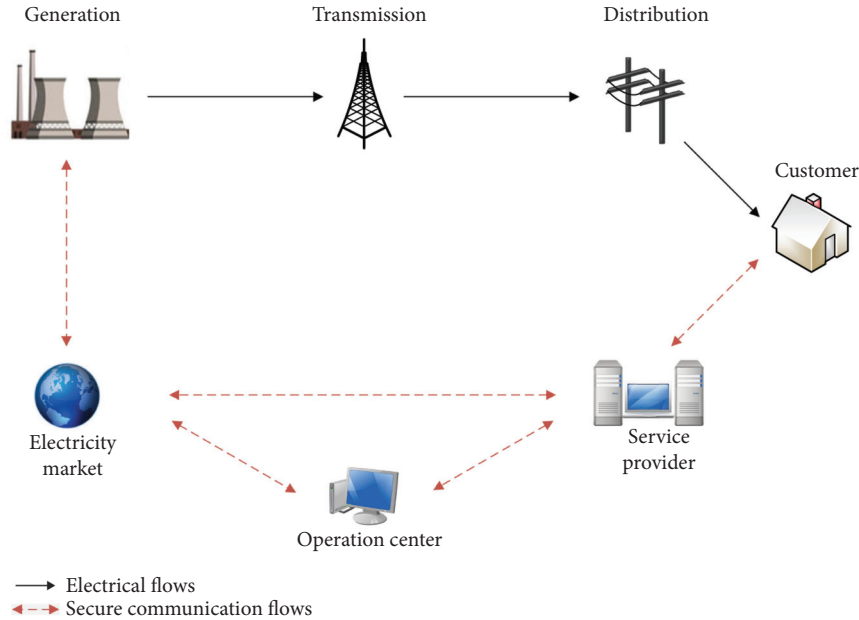 Generation
Transmission
Distribution
Customer
Electricity
market
Service
provider
Operation center
Electrical flows
Secure communication flows